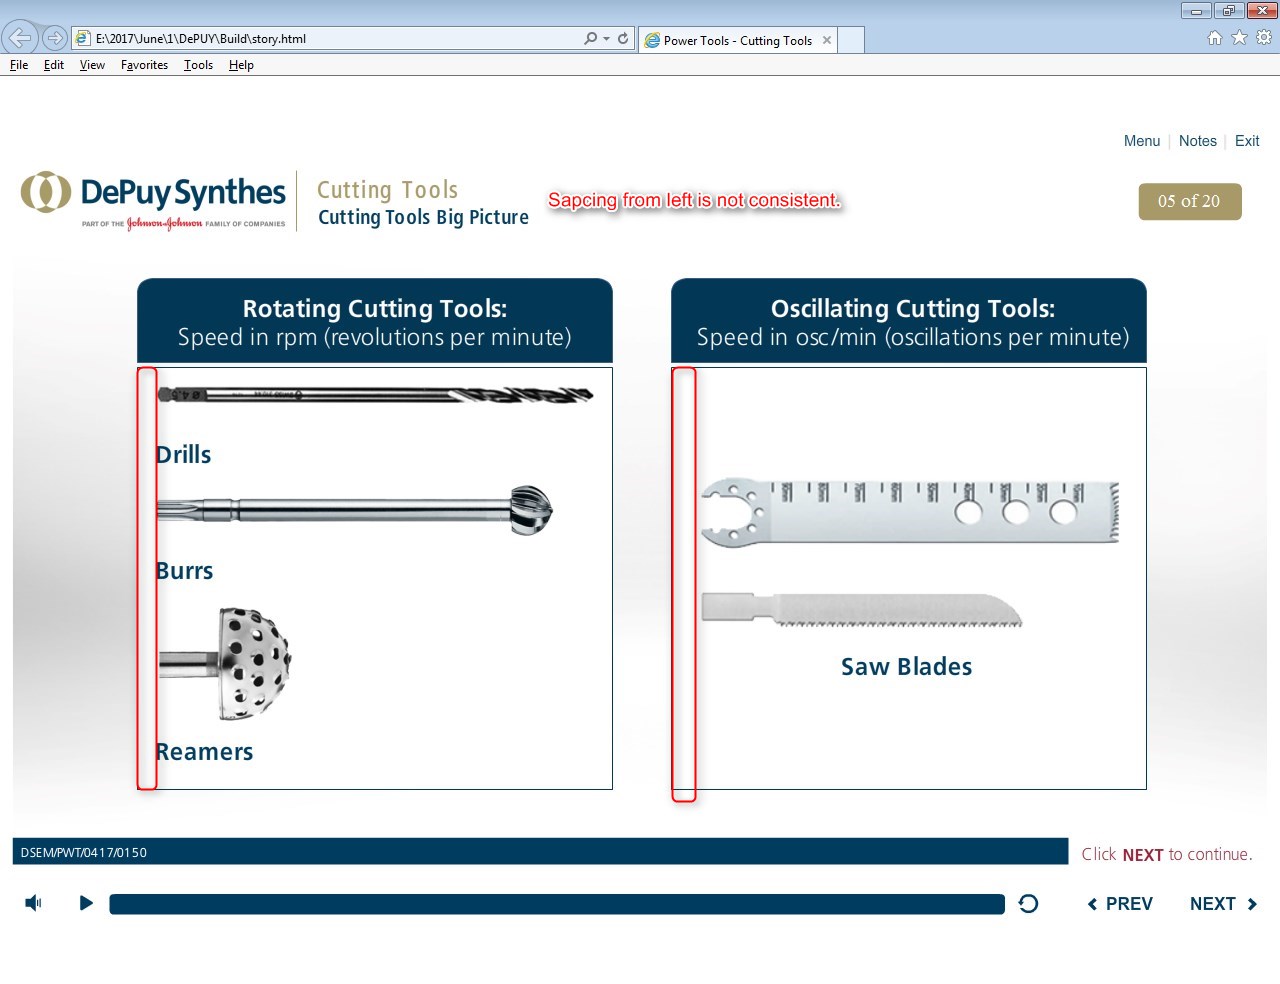 E:\2017\June\1\DePUY\Build\story.html
Power Tools - Cutting Tools
File Edit View Favorites Tools Help
Menu | Notes | Exit
DePuy Synthes
PART OF THE Johnson & Johnson FAMILY OF COMPANIES
Cutting Tools
Cutting Tools Big Picture
Sapcing from left is not consistent.
05 of 20
Rotating Cutting Tools:
Speed in rpm (revolutions per minute)
Drills
Burrs
Reamers
Oscillating Cutting Tools:
Speed in osc/min (oscillations per minute)
Saw Blades
DSEM/PWT/0417/0150
Click NEXT to continue.
PREV
NEXT